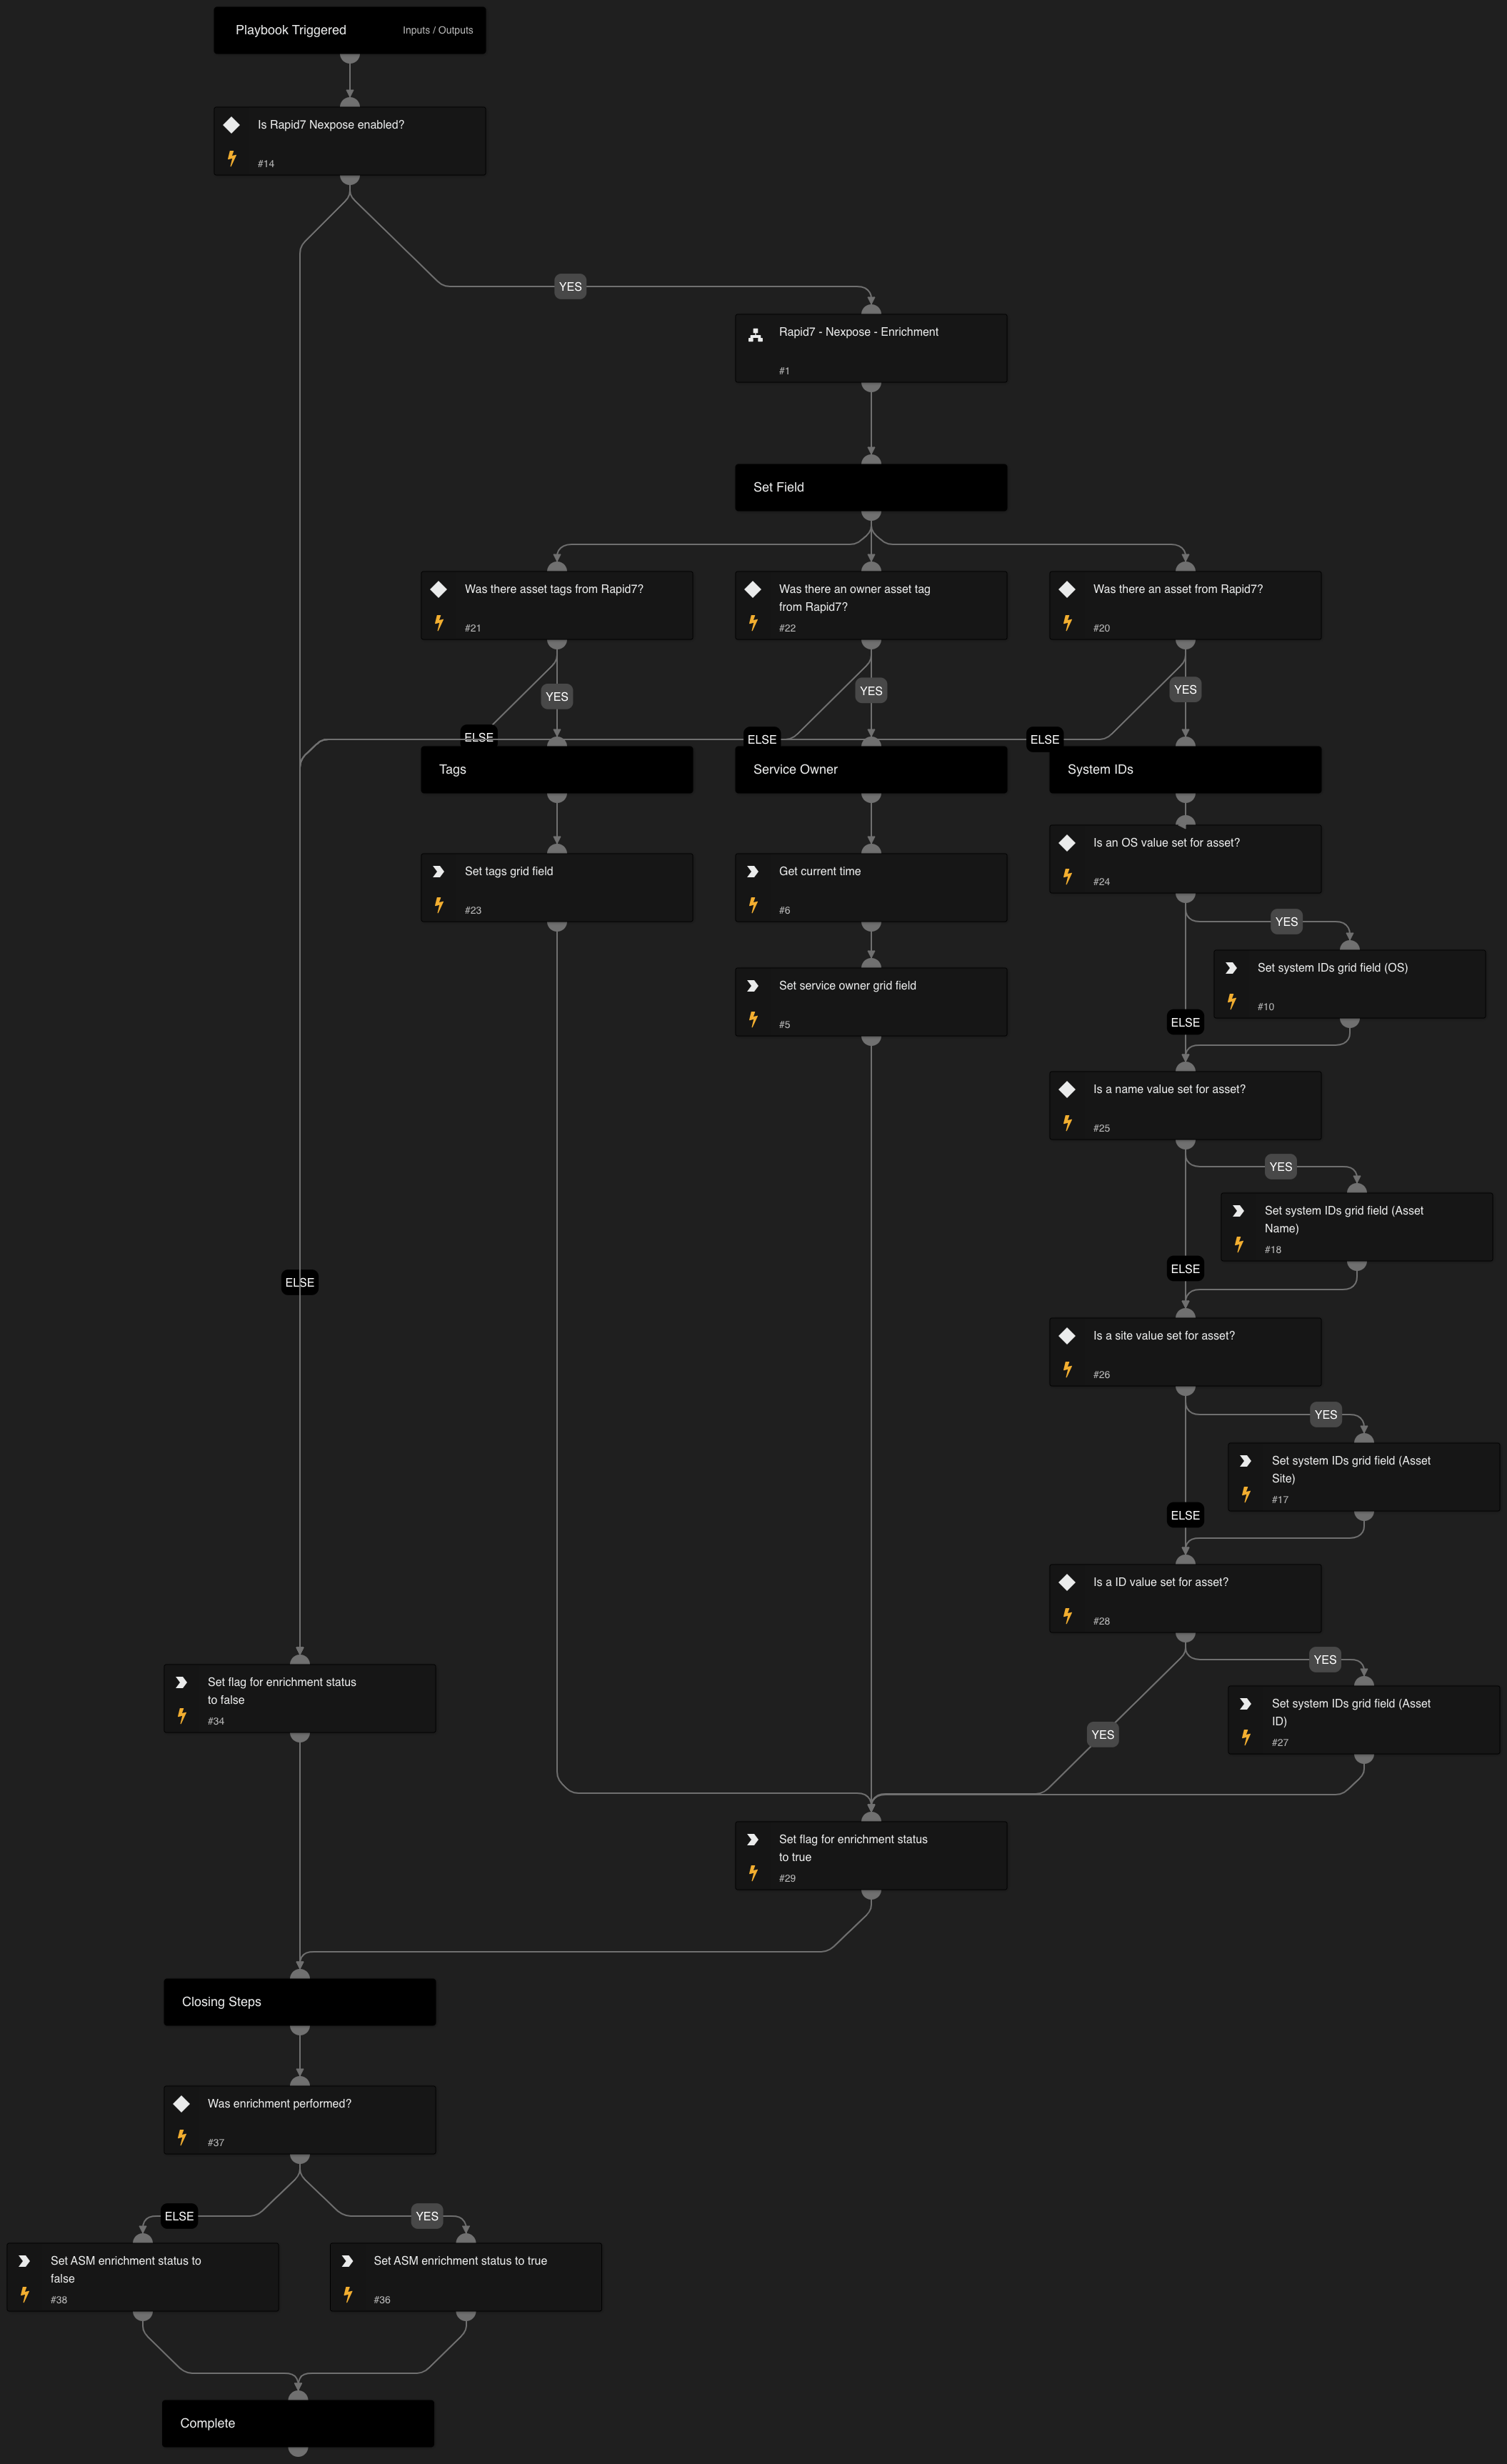 Playbook Triggered
Inputs / Outputs
Is Rapid7 Nexpose enabled?
#14
YES
Rapid7 - Nexpose - Enrichment
#1
Set Field
Was there asset tags from Rapid7?
#21
Was there an owner asset tag
from Rapid7?
#22
Was there an asset from Rapid7?
#20
YES
YES
YES
ELSE
ELSE
ELSE
Tags
Service Owner
System IDs
Is an OS value set for asset?
#24
Set tags grid field
#23
Get current time
#6
YES
Set system IDs grid field (OS)
#10
Set service owner grid field
#5
ELSE
Is a name value set for asset?
#25
YES
Set system IDs grid field (Asset
Name)
#18
ELSE
ELSE
Is a site value set for asset?
#26
YES
Set system IDs grid field (Asset
Site)
#17
ELSE
Is a ID value set for asset?
#28
YES
Set flag for enrichment status
to false
#34
Set system IDs grid field (Asset
ID)
#27
YES
Set flag for enrichment status
to true
#29
Closing Steps
Was enrichment performed?
#37
ELSE
YES
Set ASM enrichment status to
false
#38
Set ASM enrichment status to true
#36
Complete